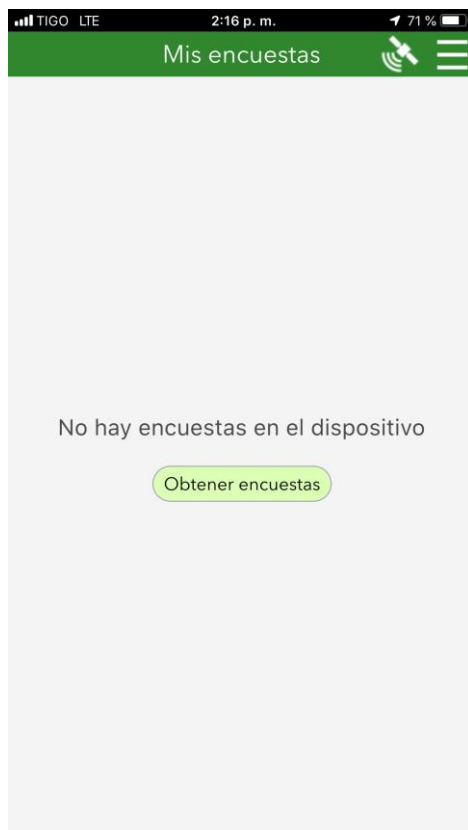 TIGO LTE 2:16 p. m. 71 %
Mis encuestas
No hay encuestas en el dispositivo
Obtener encuestas